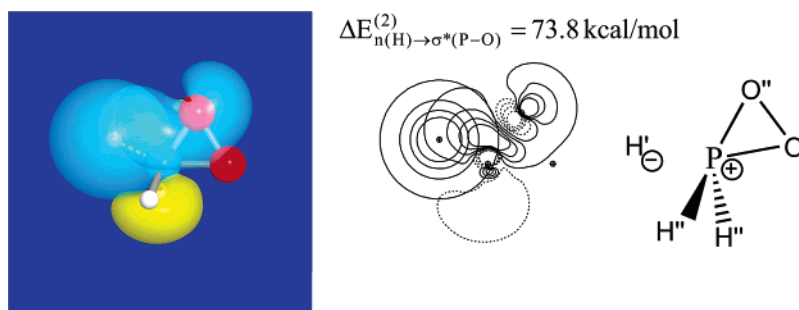 ΔE(2)n(H)→σ*(P−O) = 73.8 kcal/mol
O"
H'
⊖
P
⊕
O
H"
H"